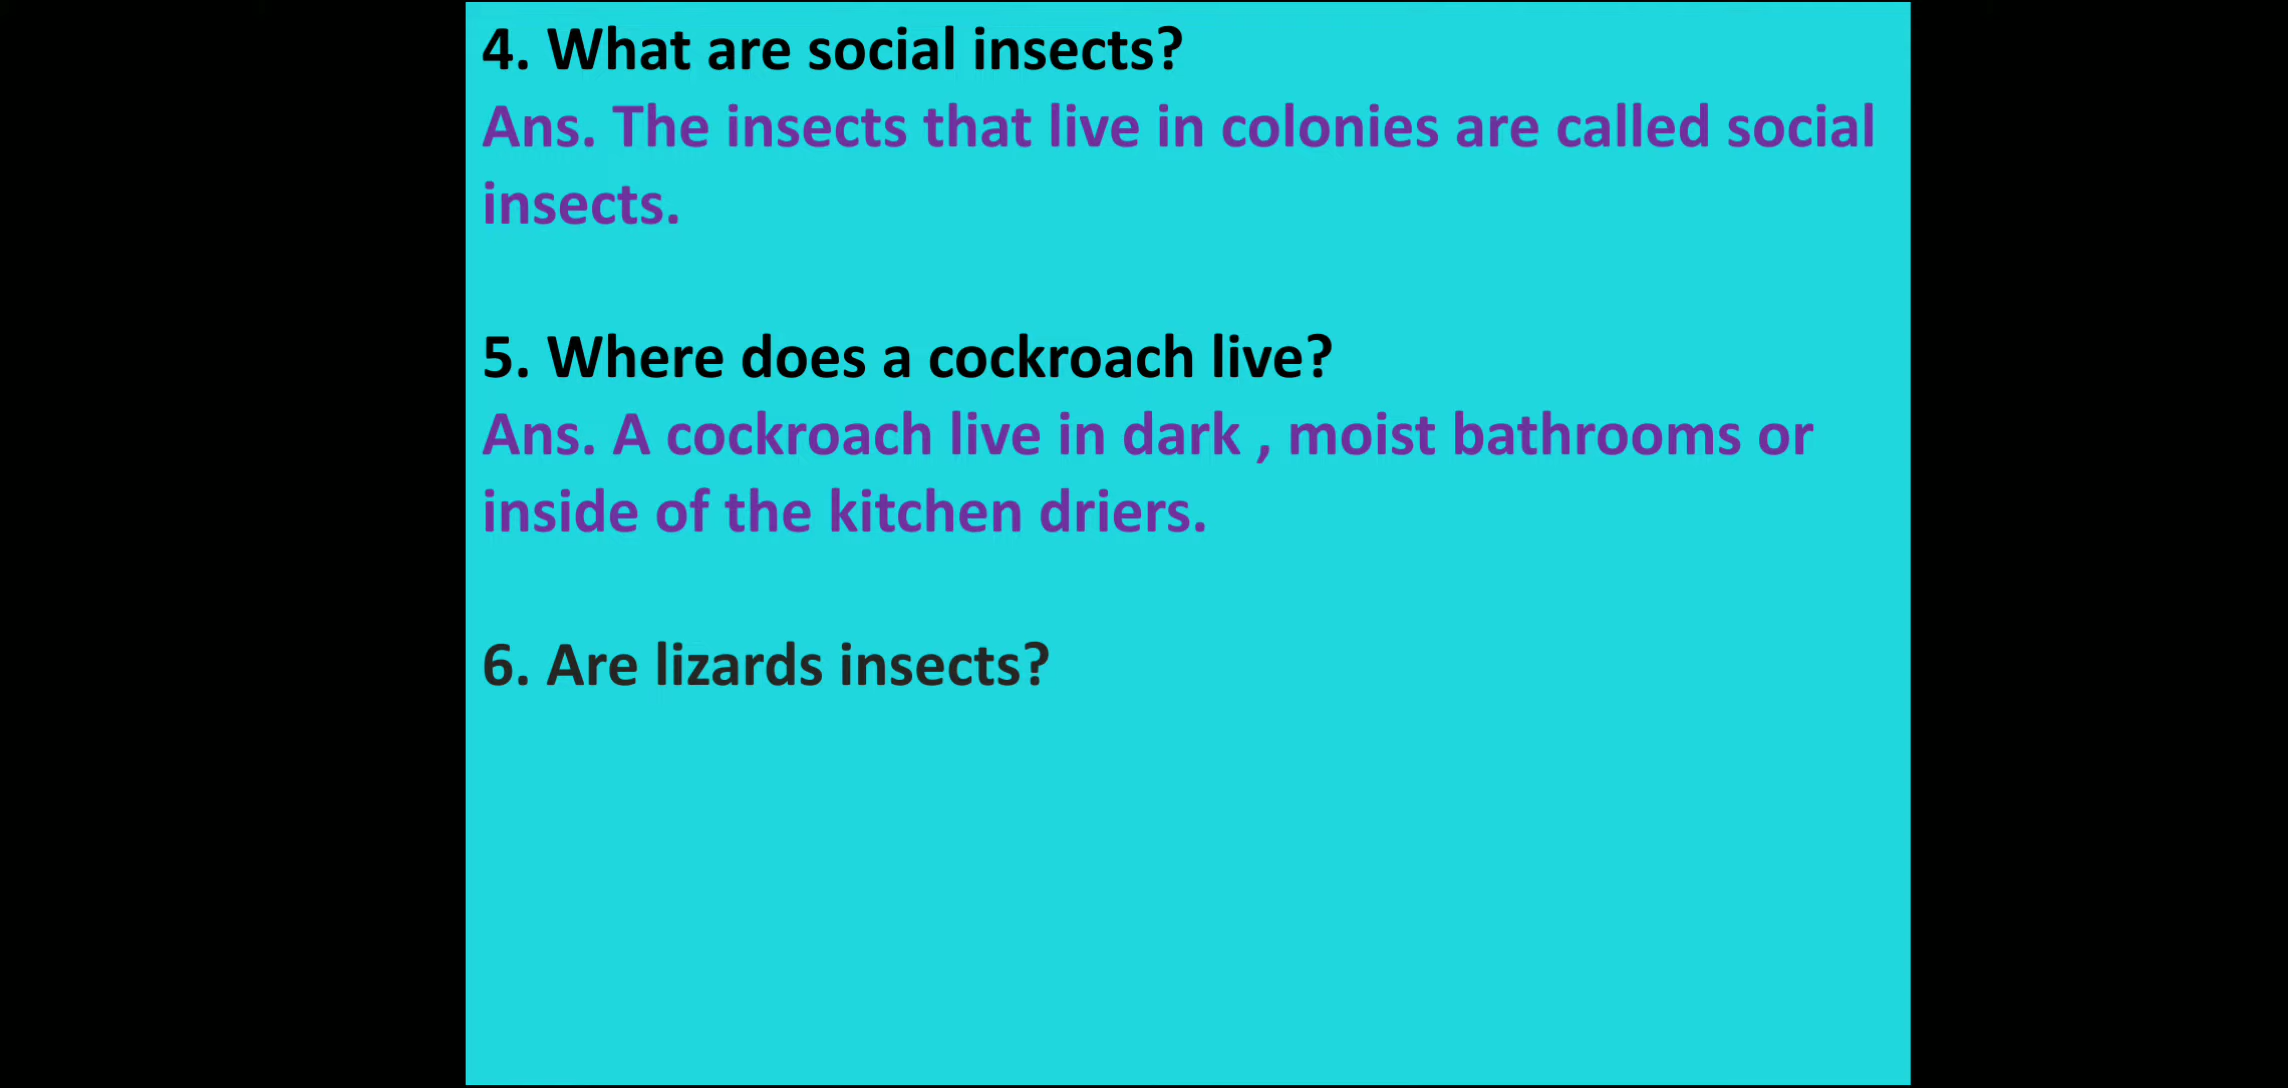 4. What are social insects?
Ans. The insects that live in colonies are called social
insects.
5. Where does a cockroach live?
Ans. A cockroach live in dark , moist bathrooms or
inside of the kitchen driers.
6. Are lizards insects?